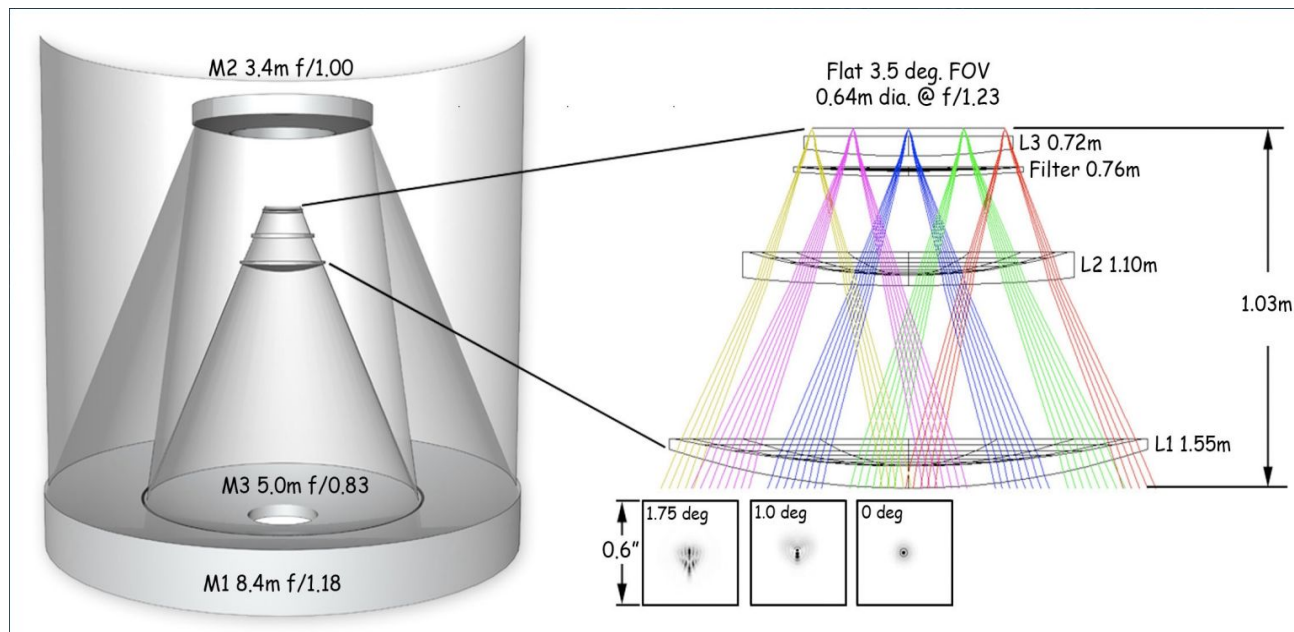 M2 3.4m f/1.00
M3 5.0m f/0.83
M1 8.4m f/1.18
Flat 3.5 deg. FOV
0.64m dia. @ f/1.23
L3 0.72m
Filter 0.76m
L2 1.10m
1.03m
L1 1.55m
1.75 deg
1.0 deg
0 deg
0.6"